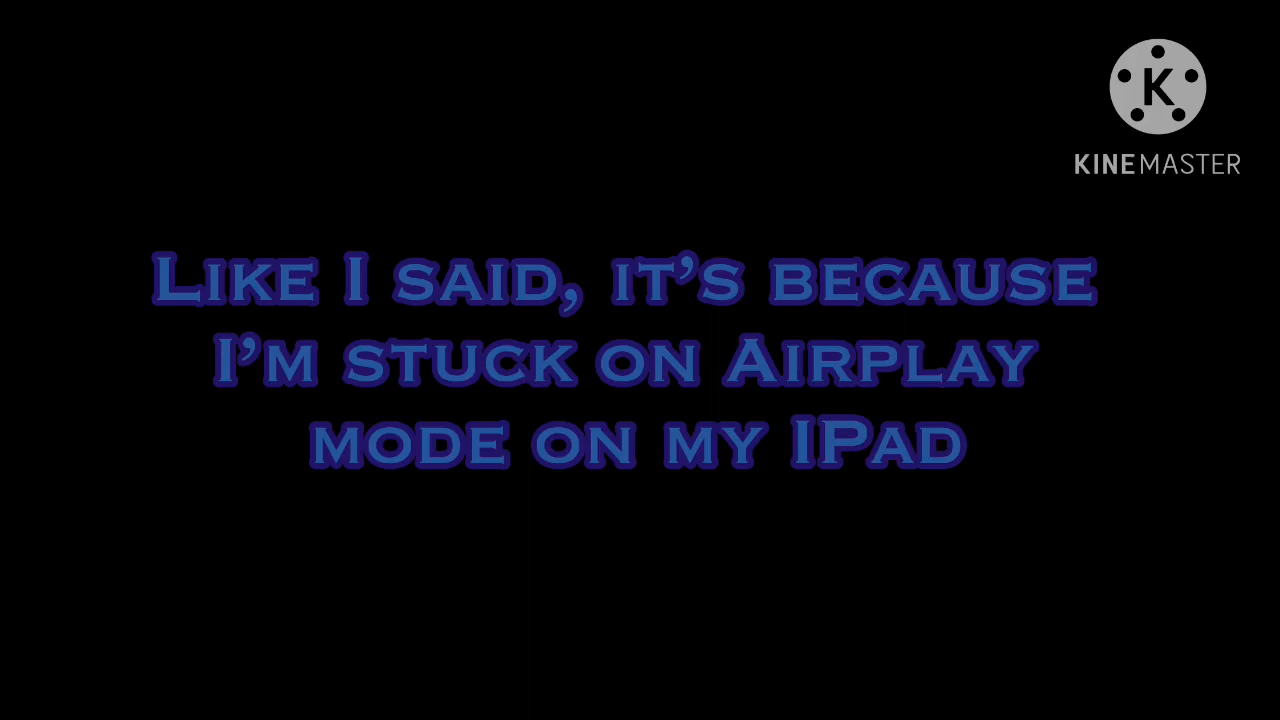 K
KINEMASTER
Like I said, it’s because
I’m stuck on Airplay
mode on my IPad